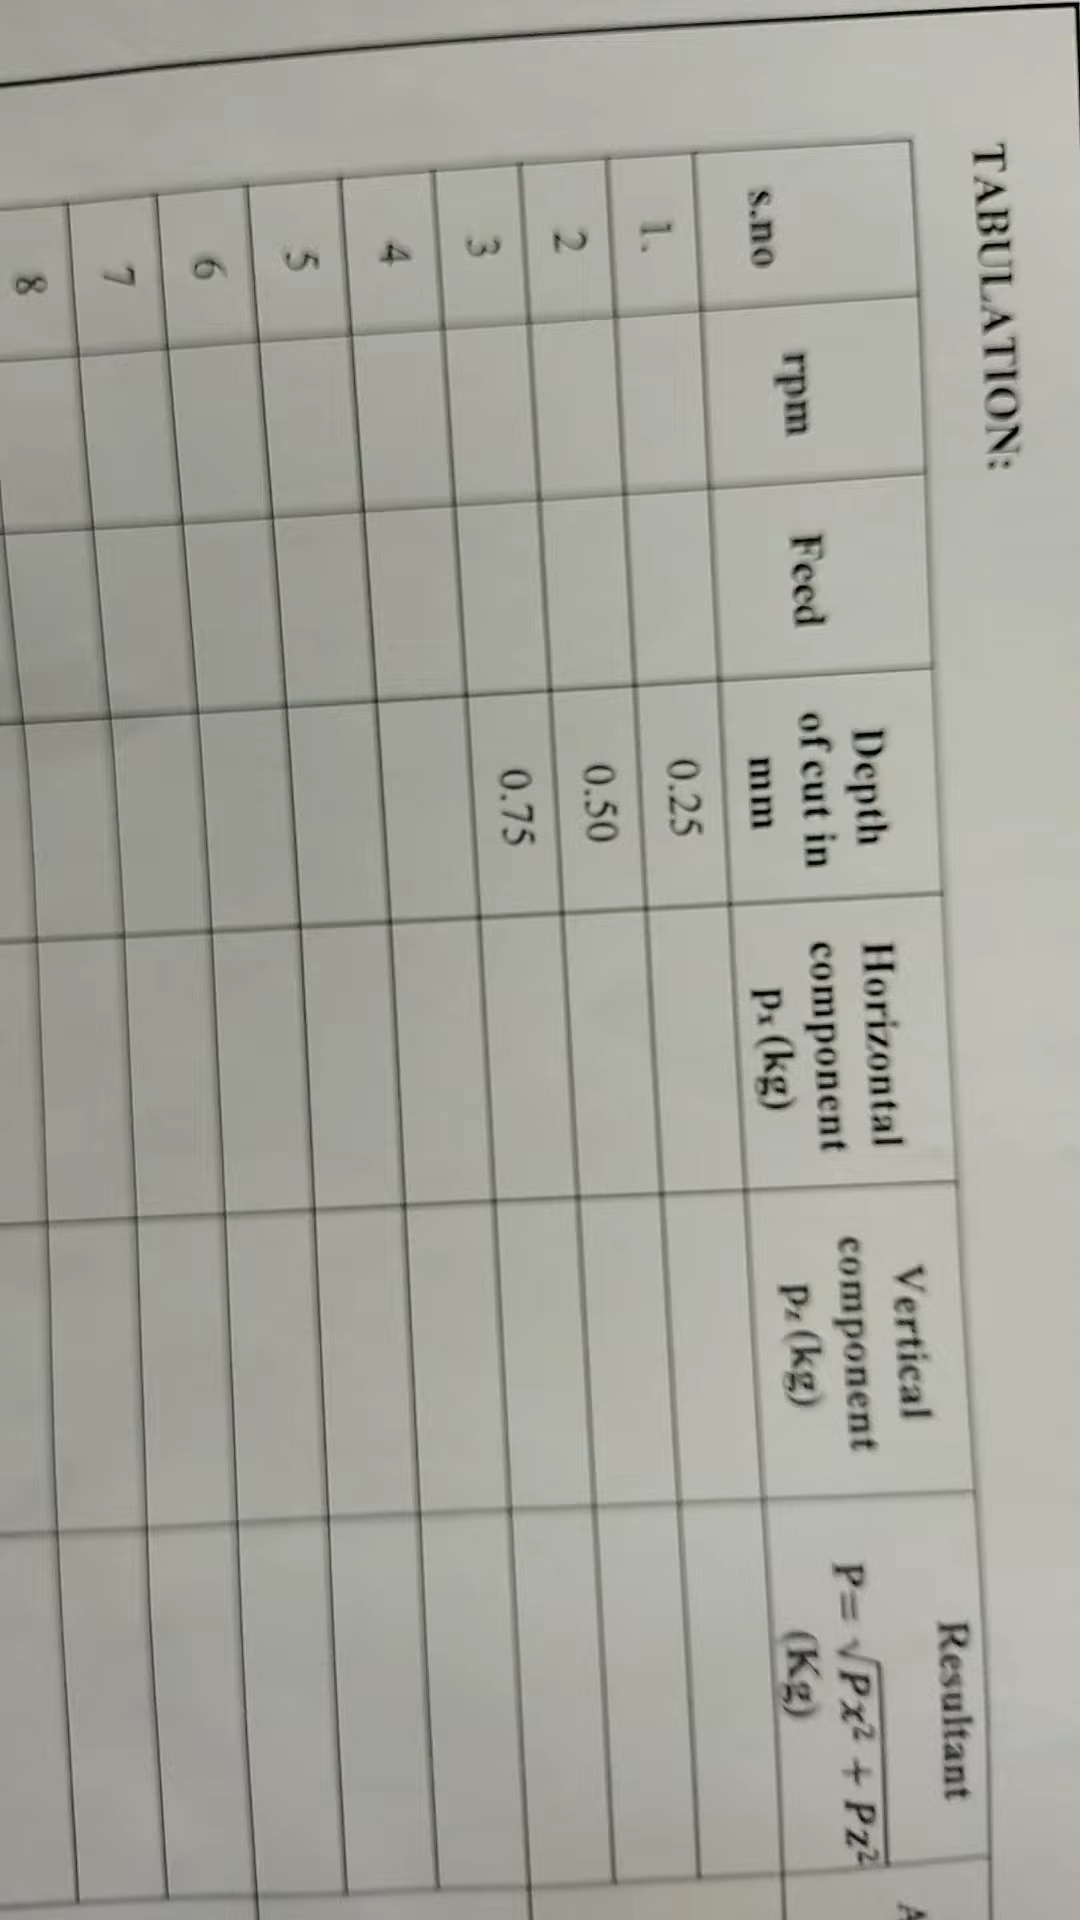 TABULATION:
s.no
rpm
Feed
Depth
of cut in
mm
Horizontal
component
px (kg)
Vertical
component
pz (kg)
Resultant
P= √Px² + Pz²
(Kg)
A
1.
0.25
2
0.50
3
0.75
4
5
6
7
8